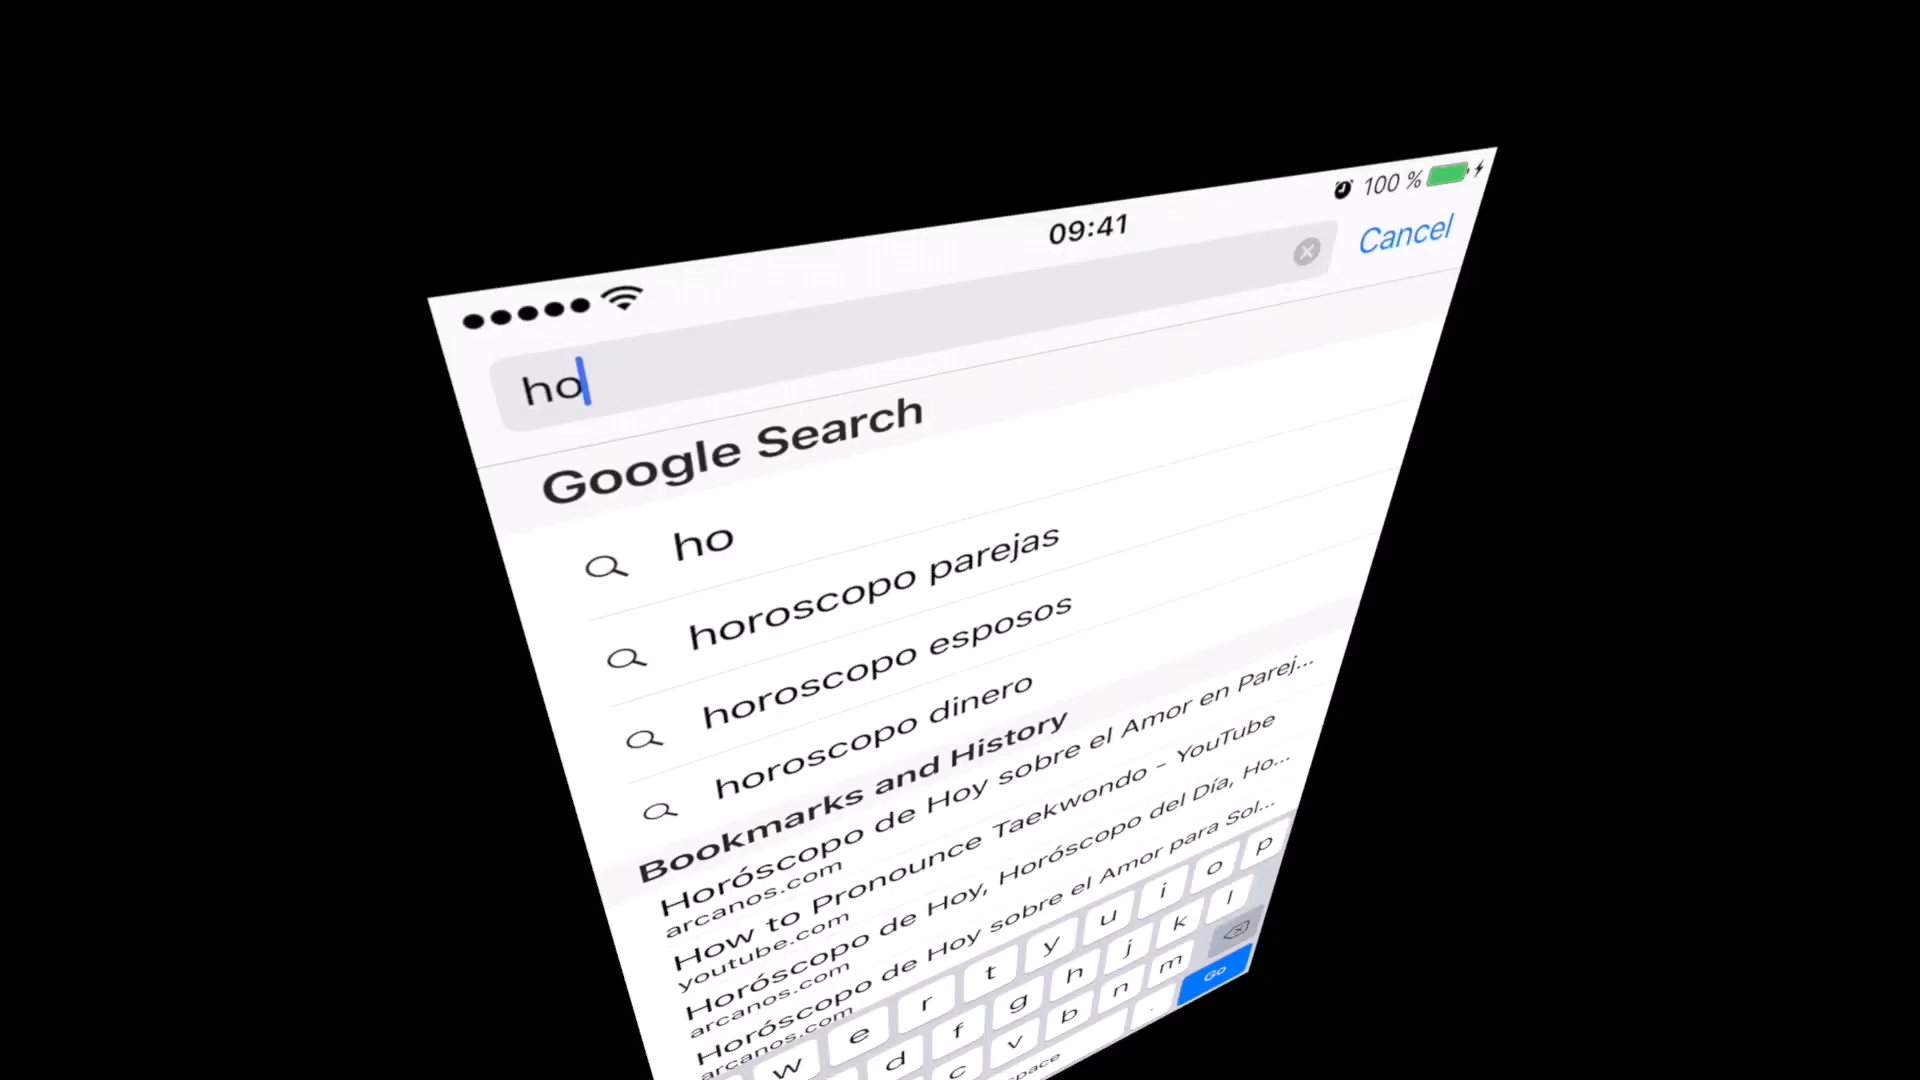 09:41
100 %
ho
Cancel
Google Search
ho
horoscopo parejas
horoscopo esposos
horoscopo dinero
Bookmarks and History
Horóscopo de Hoy sobre el Amor en Parej...
arcanos.com
How to Pronounce Taekwondo - YouTube
youtube.com
Horóscopo de Hoy, Horóscopo del Día, Ho...
arcanos.com
Horóscopo de Hoy sobre el Amor para Sol...
arcanos.com
w e r t y u i o p
d f g h j k l
c v b n m
space . Go